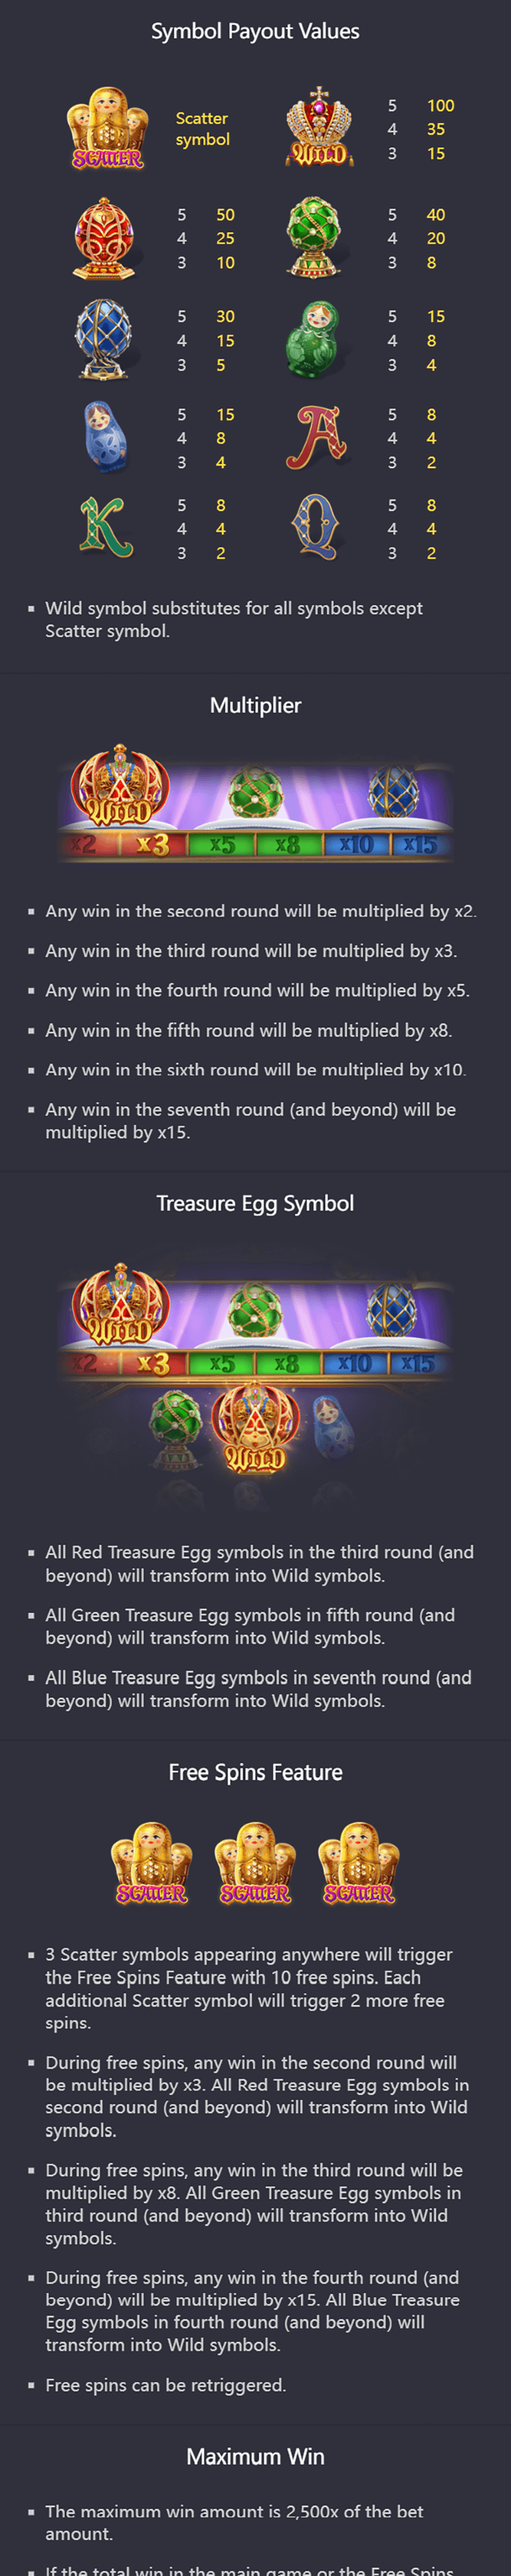 Symbol Payout Values
SCATTER
Scatter
symbol
WILD
5 100
4 35
3 15
5 50
4 25
3 10
5 40
4 20
3 8
5 30
4 15
3 5
5 15
4 8
3 4
5 15
4 8
3 4
A
5 8
4 4
3 2
K
5 8
4 4
3 2
Q
5 8
4 4
3 2
▪ Wild symbol substitutes for all symbols except
Scatter symbol.
Multiplier
WILD
x2 x3 x5 x8 x10 x15
▪ Any win in the second round will be multiplied by x2.
▪ Any win in the third round will be multiplied by x3.
▪ Any win in the fourth round will be multiplied by x5.
▪ Any win in the fifth round will be multiplied by x8.
▪ Any win in the sixth round will be multiplied by x10.
▪ Any win in the seventh round (and beyond) will be
multiplied by x15.
Treasure Egg Symbol
WILD
x2 x3 x5 x8 x10 x15
WILD
▪ All Red Treasure Egg symbols in the third round (and
beyond) will transform into Wild symbols.
▪ All Green Treasure Egg symbols in fifth round (and
beyond) will transform into Wild symbols.
▪ All Blue Treasure Egg symbols in seventh round (and
beyond) will transform into Wild symbols.
Free Spins Feature
SCATTER SCATTER SCATTER
▪ 3 Scatter symbols appearing anywhere will trigger
the Free Spins Feature with 10 free spins. Each
additional Scatter symbol will trigger 2 more free
spins.
▪ During free spins, any win in the second round will
be multiplied by x3. All Red Treasure Egg symbols in
second round (and beyond) will transform into Wild
symbols.
▪ During free spins, any win in the third round will be
multiplied by x8. All Green Treasure Egg symbols in
third round (and beyond) will transform into Wild
symbols.
▪ During free spins, any win in the fourth round (and
beyond) will be multiplied by x15. All Blue Treasure
Egg symbols in fourth round (and beyond) will
transform into Wild symbols.
▪ Free spins can be retriggered.
Maximum Win
▪ The maximum win amount is 2,500x of the bet
amount.
▪ If the total win in the main game or the Free Spins